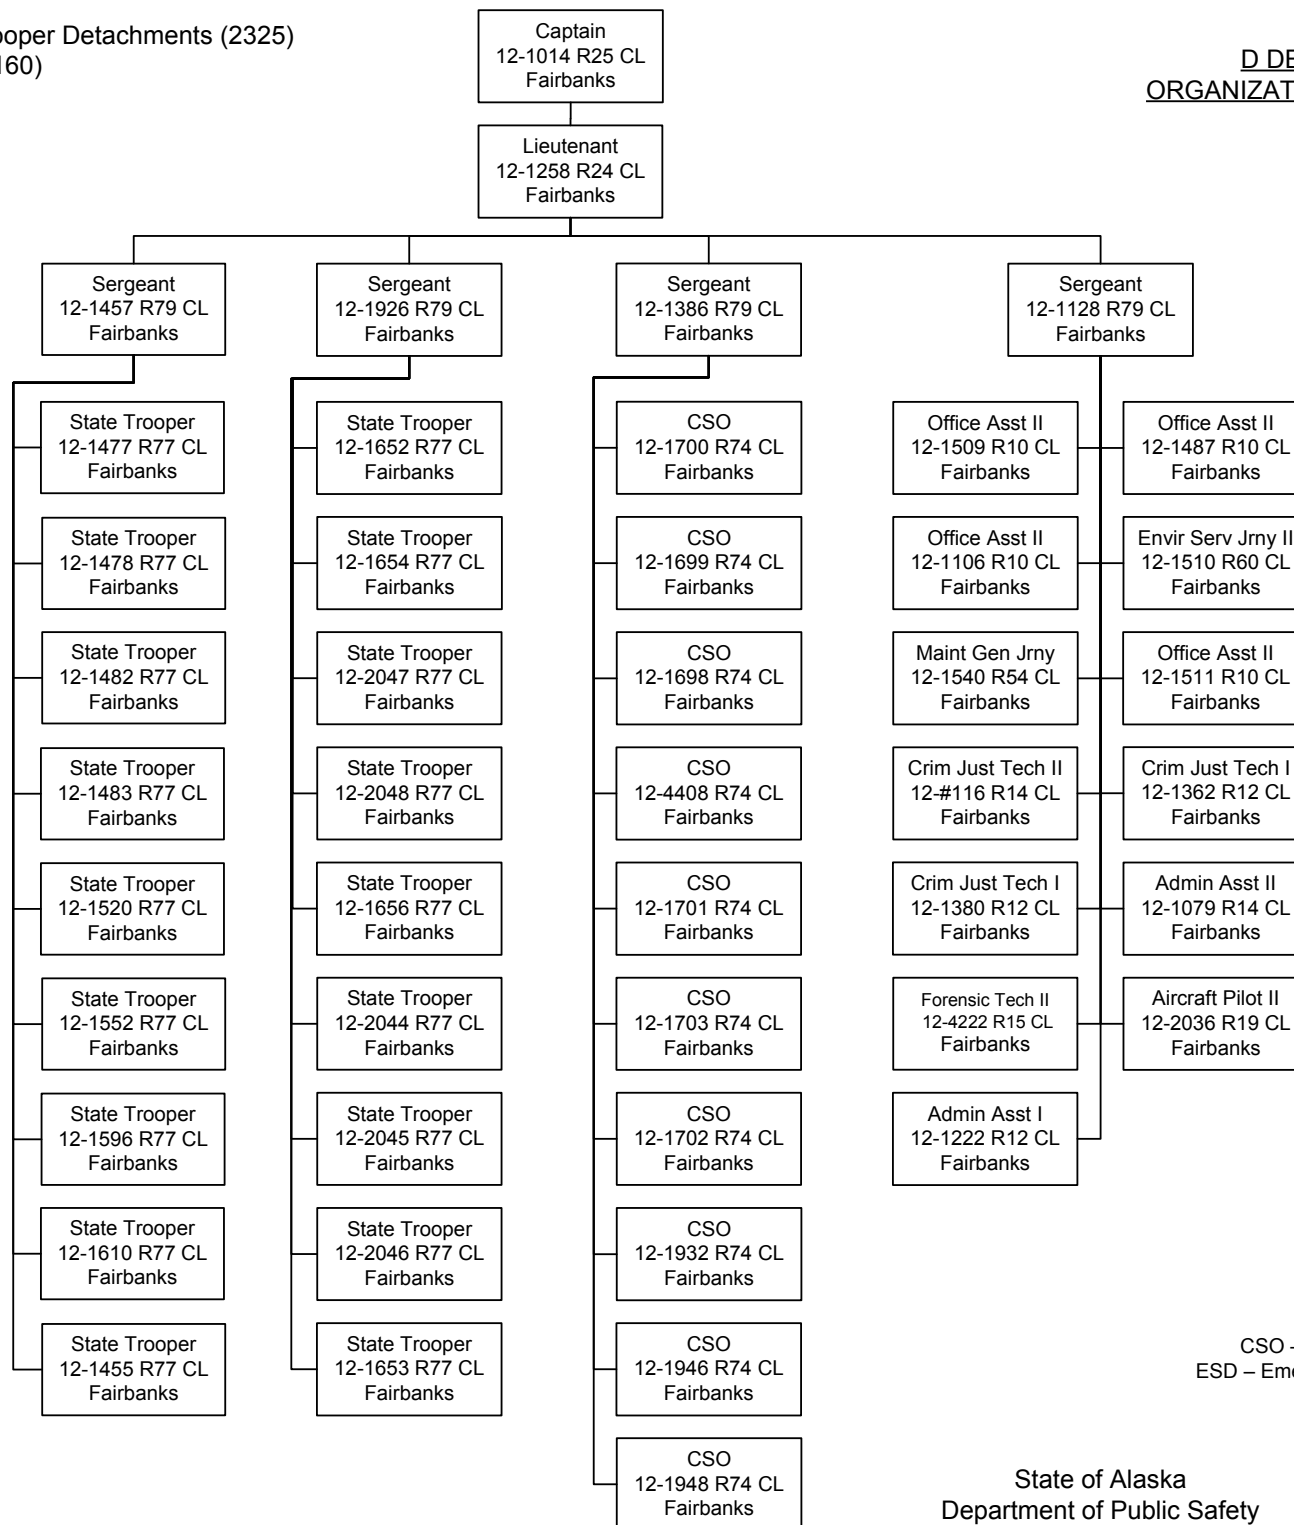 Trooper Detachments (2325)
160)
D DE
ORGANIZAT
Captain
12-1014 R25 CL
Fairbanks
Lieutenant
12-1258 R24 CL
Fairbanks
Sergeant
12-1457 R79 CL
Fairbanks
State Trooper
12-1477 R77 CL
Fairbanks
State Trooper
12-1478 R77 CL
Fairbanks
State Trooper
12-1482 R77 CL
Fairbanks
State Trooper
12-1483 R77 CL
Fairbanks
State Trooper
12-1520 R77 CL
Fairbanks
State Trooper
12-1552 R77 CL
Fairbanks
State Trooper
12-1596 R77 CL
Fairbanks
State Trooper
12-1610 R77 CL
Fairbanks
State Trooper
12-1455 R77 CL
Fairbanks
Sergeant
12-1926 R79 CL
Fairbanks
State Trooper
12-1652 R77 CL
Fairbanks
State Trooper
12-1654 R77 CL
Fairbanks
State Trooper
12-2047 R77 CL
Fairbanks
State Trooper
12-2048 R77 CL
Fairbanks
State Trooper
12-1656 R77 CL
Fairbanks
State Trooper
12-2044 R77 CL
Fairbanks
State Trooper
12-2045 R77 CL
Fairbanks
State Trooper
12-2046 R77 CL
Fairbanks
State Trooper
12-1653 R77 CL
Fairbanks
Sergeant
12-1386 R79 CL
Fairbanks
CSO
12-1700 R74 CL
Fairbanks
CSO
12-1699 R74 CL
Fairbanks
CSO
12-1698 R74 CL
Fairbanks
CSO
12-4408 R74 CL
Fairbanks
CSO
12-1701 R74 CL
Fairbanks
CSO
12-1703 R74 CL
Fairbanks
CSO
12-1702 R74 CL
Fairbanks
CSO
12-1932 R74 CL
Fairbanks
CSO
12-1946 R74 CL
Fairbanks
CSO
12-1948 R74 CL
Fairbanks
Sergeant
12-1128 R79 CL
Fairbanks
Office Asst II
12-1509 R10 CL
Fairbanks
Office Asst II
12-1487 R10 CL
Fairbanks
Office Asst II
12-1106 R10 CL
Fairbanks
Envir Serv Jrny II
12-1510 R60 CL
Fairbanks
Maint Gen Jrny
12-1540 R54 CL
Fairbanks
Office Asst II
12-1511 R10 CL
Fairbanks
Crim Just Tech II
12-#116 R14 CL
Fairbanks
Crim Just Tech I
12-1362 R12 CL
Fairbanks
Crim Just Tech I
12-1380 R12 CL
Fairbanks
Admin Asst II
12-1079 R14 CL
Fairbanks
Forensic Tech II
12-4222 R15 CL
Fairbanks
Aircraft Pilot II
12-2036 R19 CL
Fairbanks
Admin Asst I
12-1222 R12 CL
Fairbanks
CSO -
ESD – Eme
State of Alaska
Department of Public Safety